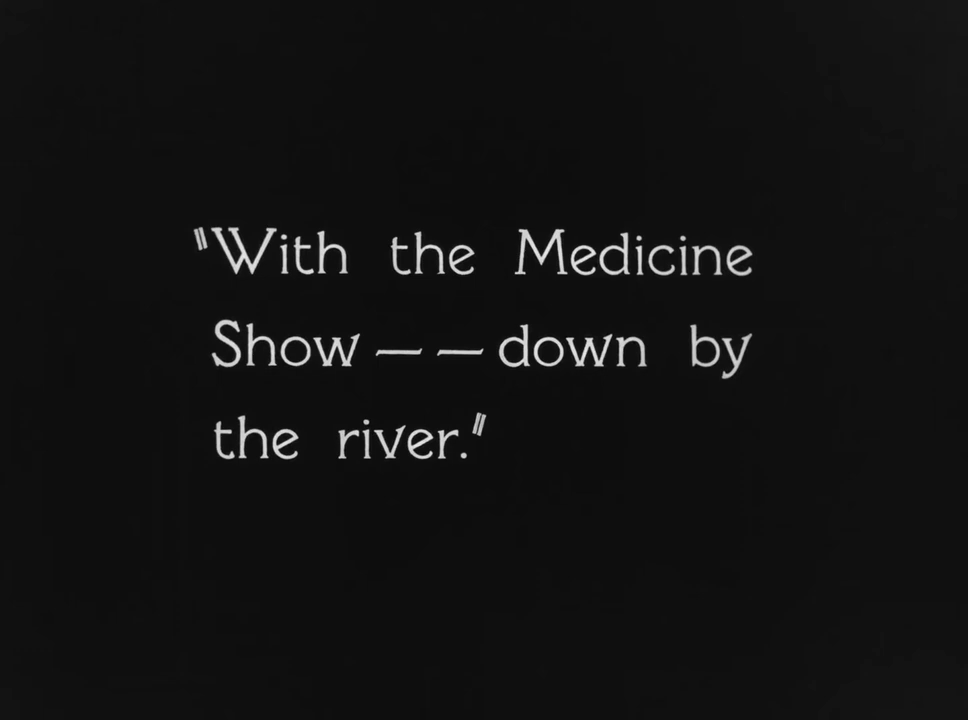 "With the Medicine
Show — — down by
the river."